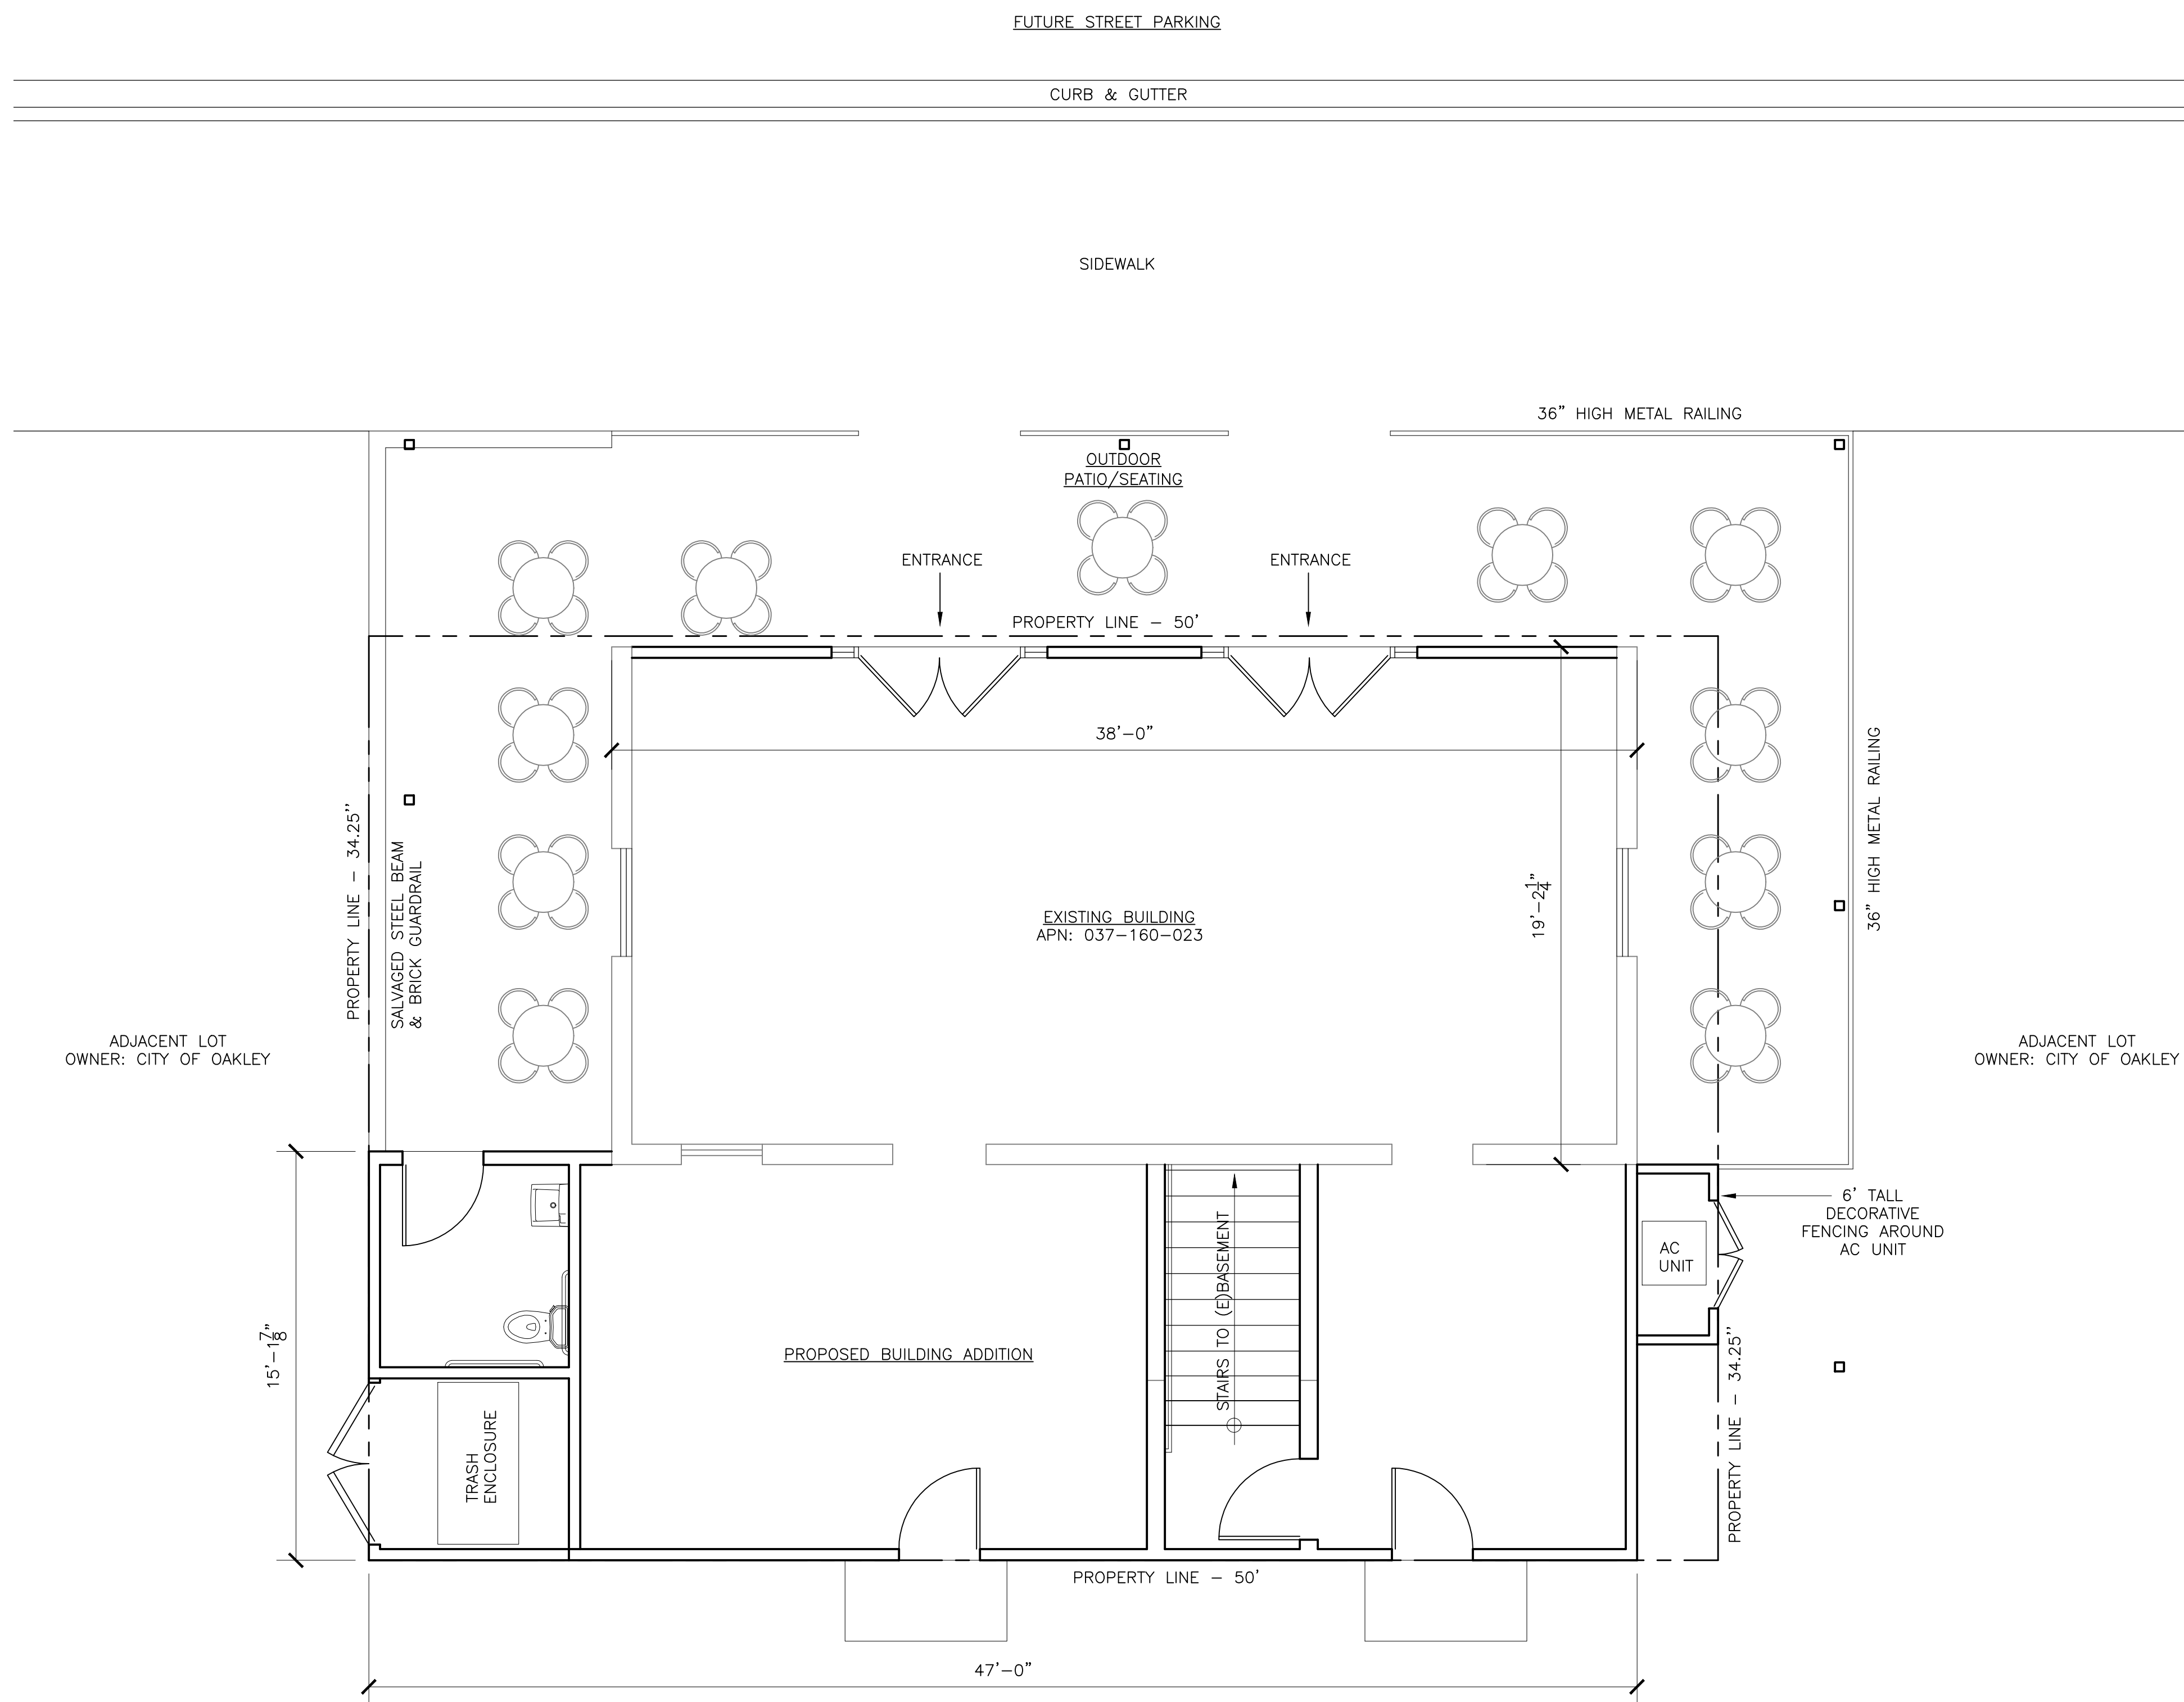 FUTURE STREET PARKING
CURB & GUTTER
SIDEWALK
36” HIGH METAL RAILING
OUTDOOR
PATIO/SEATING
ENTRANCE
ENTRANCE
PROPERTY LINE – 50'
38'–0”
PROPERTY LINE – 34.25''
SALVAGED STEEL BEAM
& BRICK GUARDRAIL
EXISTING BUILDING
APN: 037–160–023
19'–2 1/4”
36” HIGH METAL RAILING
ADJACENT LOT
OWNER: CITY OF OAKLEY
ADJACENT LOT
OWNER: CITY OF OAKLEY
6' TALL
DECORATIVE
FENCING AROUND
AC UNIT
AC
UNIT
STAIRS TO (E)BASEMENT
15'–1 7/8”
PROPOSED BUILDING ADDITION
TRASH
ENCLOSURE
PROPERTY LINE – 34.25''
PROPERTY LINE – 50'
47'–0”